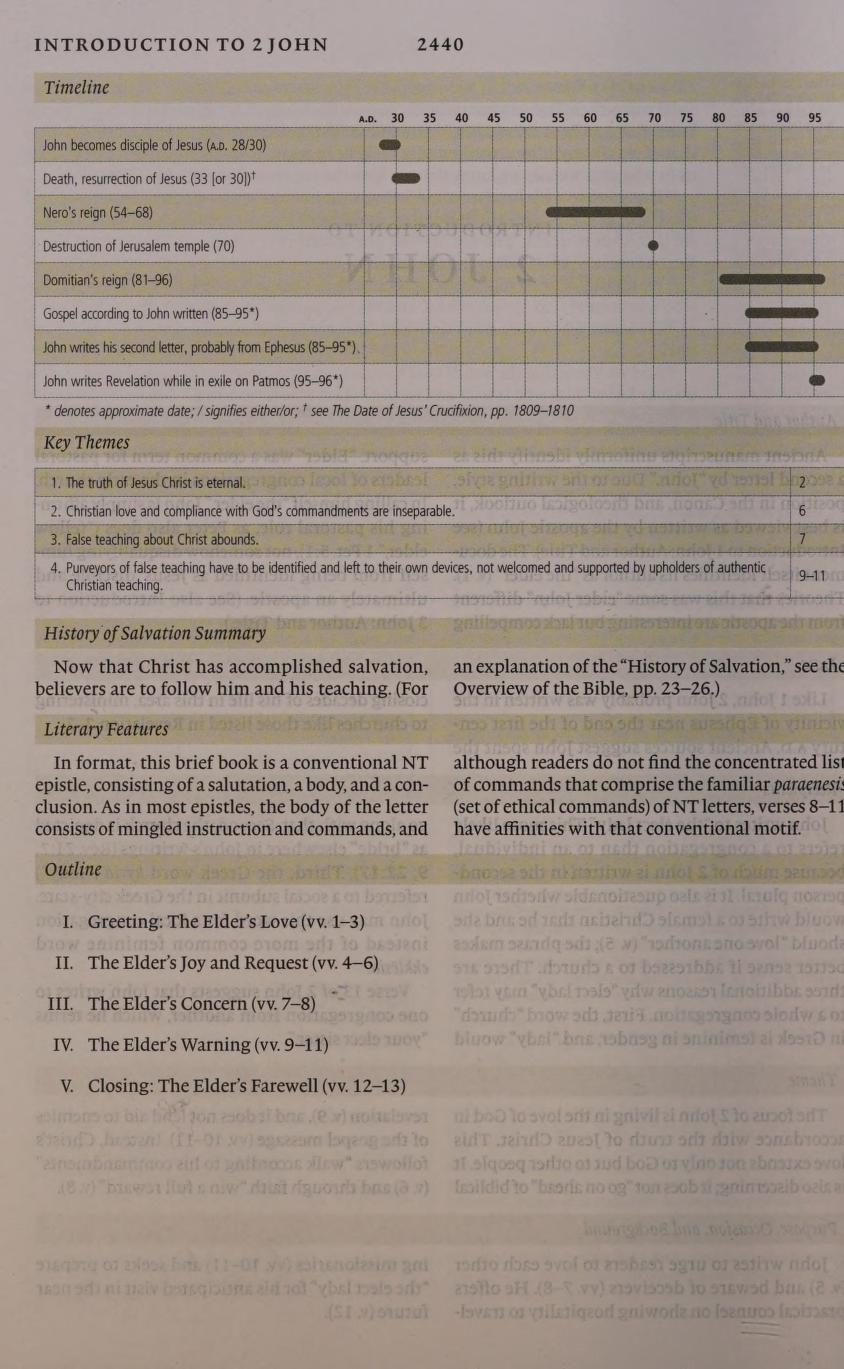 INTRODUCTION TO 2 JOHN 2440
Timeline
A.D. 30 35 40 45 50 55 60 65 70 75 80 85 90 95
John becomes disciple of Jesus (A.D. 28/30)
Death, resurrection of Jesus (33 [or 30])†
Nero's reign (54–68)
Destruction of Jerusalem temple (70)
Domitian's reign (81–96)
Gospel according to John written (85–95*)
John writes his second letter, probably from Ephesus (85–95*)
John writes Revelation while in exile on Patmos (95–96*)
* denotes approximate date; / signifies either/or; † see The Date of Jesus' Crucifixion, pp. 1809–1810
Key Themes
1. The truth of Jesus Christ is eternal. 2
2. Christian love and compliance with God's commandments are inseparable. 6
3. False teaching about Christ abounds. 7
4. Purveyors of false teaching have to be identified and left to their own devices, not welcomed and supported by upholders of authentic
Christian teaching. 9–11
History of Salvation Summary
Now that Christ has accomplished salvation,
believers are to follow him and his teaching. (For
an explanation of the "History of Salvation," see the
Overview of the Bible, pp. 23–26.)
Literary Features
In format, this brief book is a conventional NT
epistle, consisting of a salutation, a body, and a con-
clusion. As in most epistles, the body of the letter
consists of mingled instruction and commands, and
although readers do not find the concentrated list
of commands that comprise the familiar paraenesis
(set of ethical commands) of NT letters, verses 8–11
have affinities with that conventional motif.
Outline
I. Greeting: The Elder's Love (vv. 1–3)
II. The Elder's Joy and Request (vv. 4–6)
III. The Elder's Concern (vv. 7–8)
IV. The Elder's Warning (vv. 9–11)
V. Closing: The Elder's Farewell (vv. 12–13)